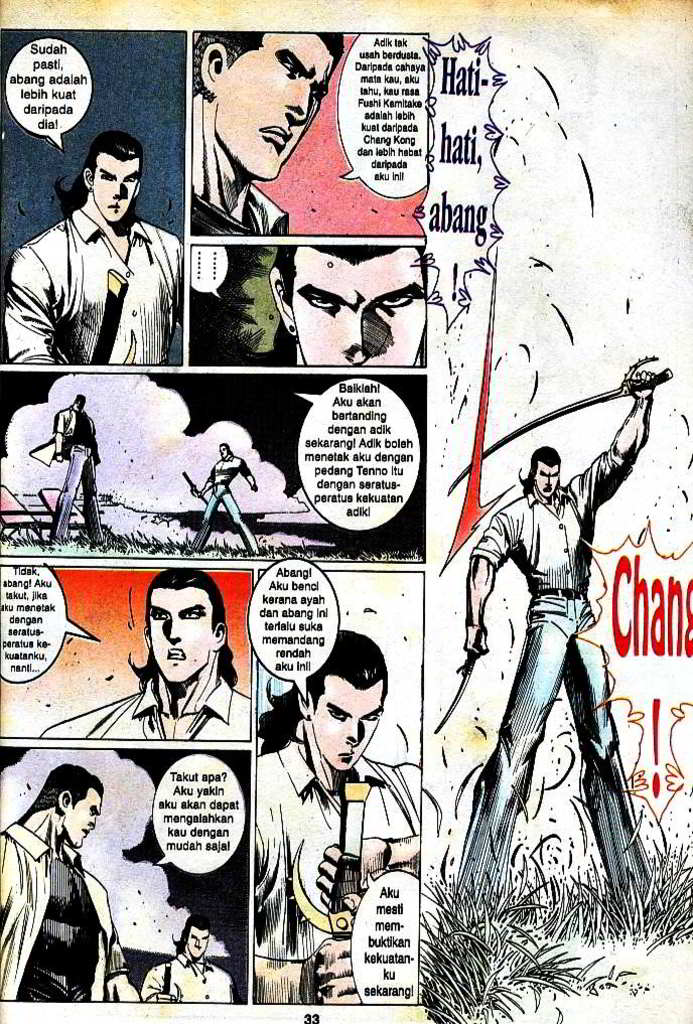 Sudah
pasti,
abang adalah
lebih kuat
daripada
dia!
Adik tak
usah berdusta.
Daripada cahaya
mata kau, aku
tahu, kau rasa
Fushi Kamitake
adalah lebih
kuat daripada
Chang Kong
dan lebih hebat
daripada
aku ini!
Hati-
hati,
abang
!
Baiklah!
Aku akan
bertanding
dengan adik
sekarang! Adik boleh
menetak aku dengan
pedang Tenno itu
dengan seratus-
peratus kekuatan
adik!
Tidak,
abang! Aku
takut, jika
aku menetak
dengan
seratus-
peratus ke-
kuatanku,
nanti...
Abang!
Aku benci
kerana ayah
dan abang ini
terlalu suka
memandang
rendah
aku ini!
Chang
!
Takut apa?
Aku yakin
aku akan dapat
mengalahkan
kau dengan
mudah saja!
Aku
mesti
mem-
buktikan
kekuatan-
ku
sekarang!
33